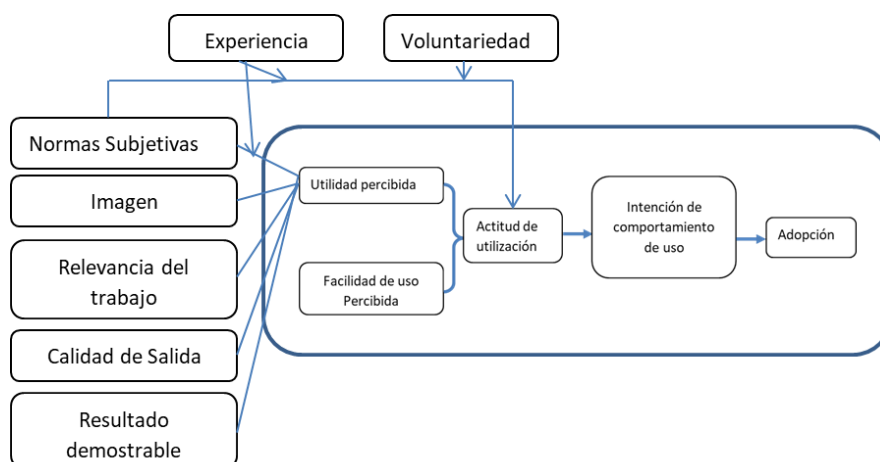 Experiencia
Voluntariedad
Normas Subjetivas
Imagen
Relevancia del
trabajo
Calidad de Salida
Resultado
demostrable
Utilidad percibida
Facilidad de uso
Percibida
Actitud de
utilización
Intención de
comportamiento
de uso
Adopción